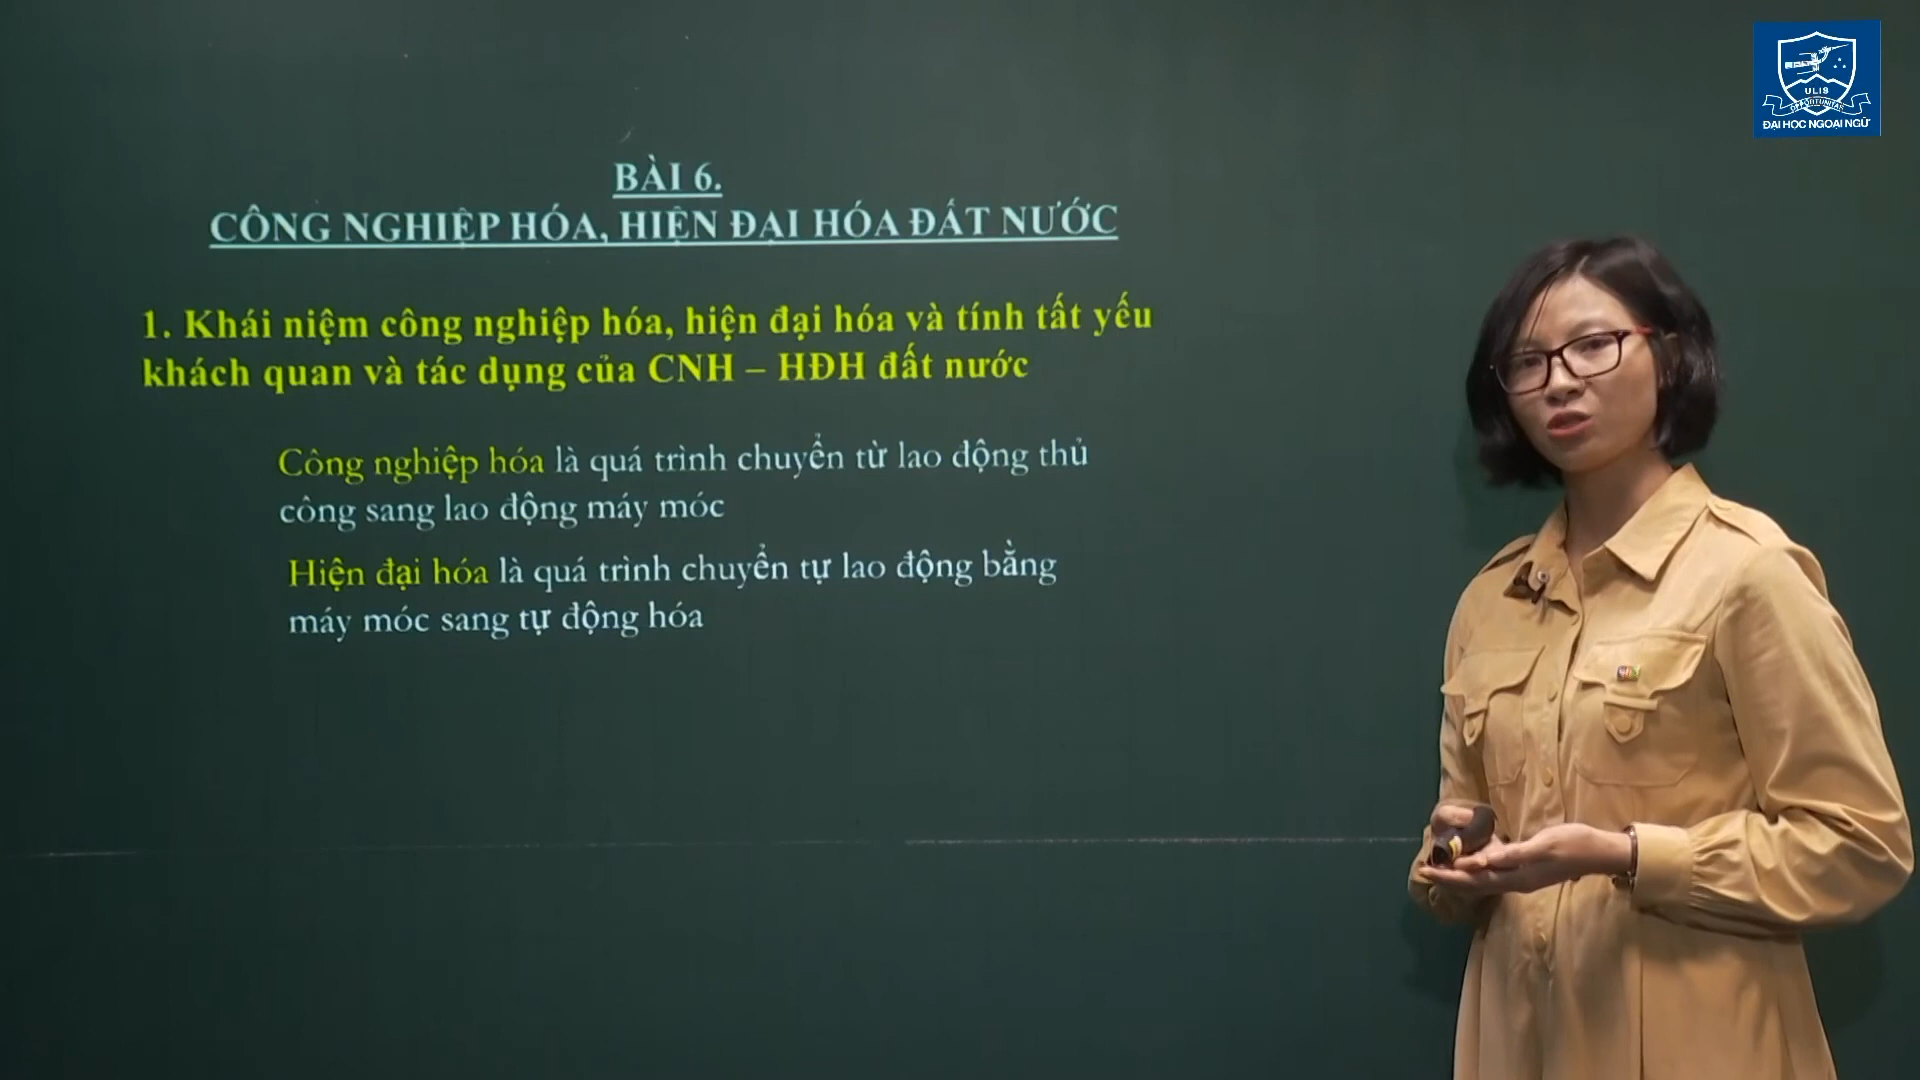 BÀI 6.
CÔNG NGHIỆP HÓA, HIỆN ĐẠI HÓA ĐẤT NƯỚC
1. Khái niệm công nghiệp hóa, hiện đại hóa và tính tất yếu
khách quan và tác dụng của CNH – HĐH đất nước
Công nghiệp hóa là quá trình chuyển từ lao động thủ
công sang lao động máy móc
Hiện đại hóa là quá trình chuyển tự lao động bằng
máy móc sang tự động hóa
ULIS
OPPORTUNITAS
ĐẠI HỌC NGOẠI NGỮ